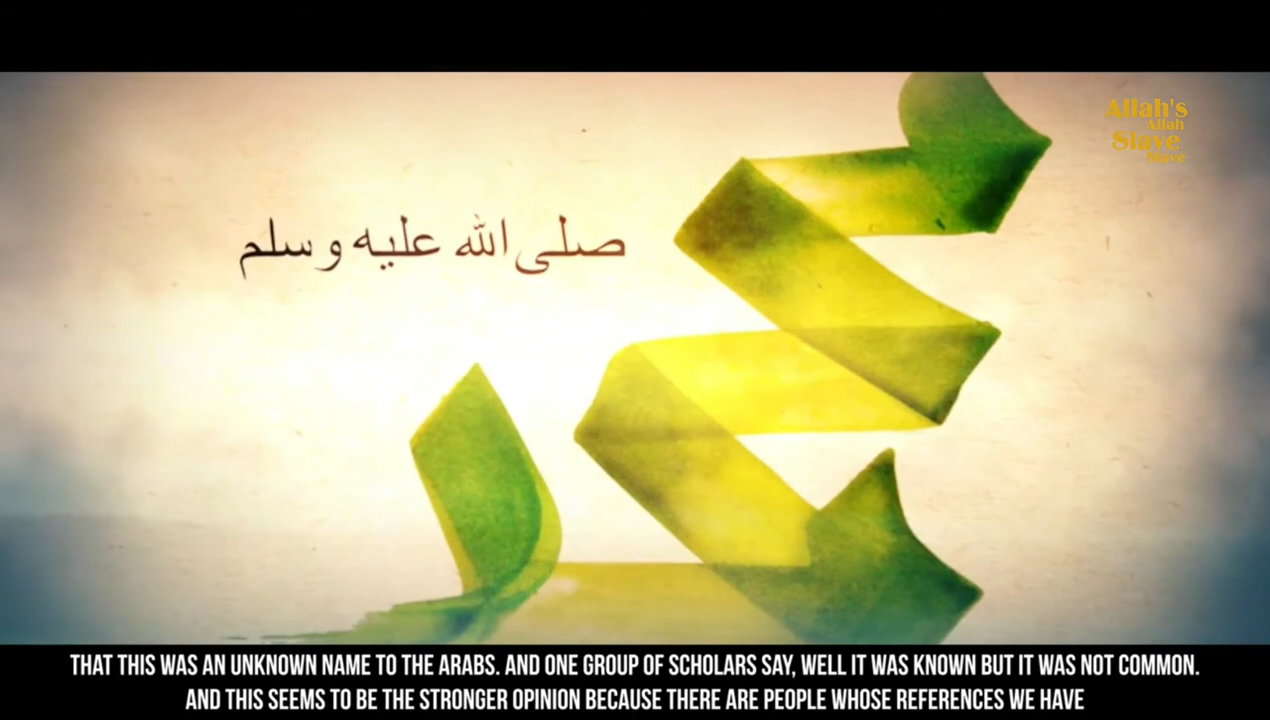 Allah's
Allah
Slave
Slave
محمد
صلى الله عليه وسلم
THAT THIS WAS AN UNKNOWN NAME TO THE ARABS. AND ONE GROUP OF SCHOLARS SAY, WELL IT WAS KNOWN BUT IT WAS NOT COMMON.
AND THIS SEEMS TO BE THE STRONGER OPINION BECAUSE THERE ARE PEOPLE WHOSE REFERENCES WE HAVE